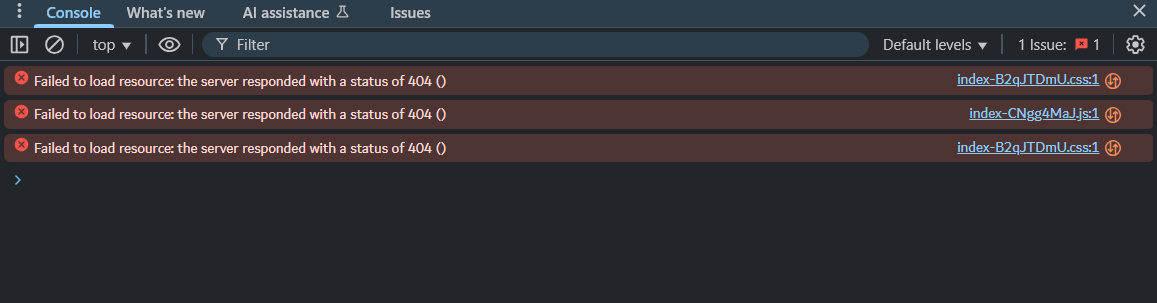 Console What's new AI assistance Issues
top Filter Default levels 1 Issue: 1
Failed to load resource: the server responded with a status of 404 () index-B2qJTDmU.css:1
Failed to load resource: the server responded with a status of 404 () index-CNgg4MaJ.js:1
Failed to load resource: the server responded with a status of 404 () index-B2qJTDmU.css:1